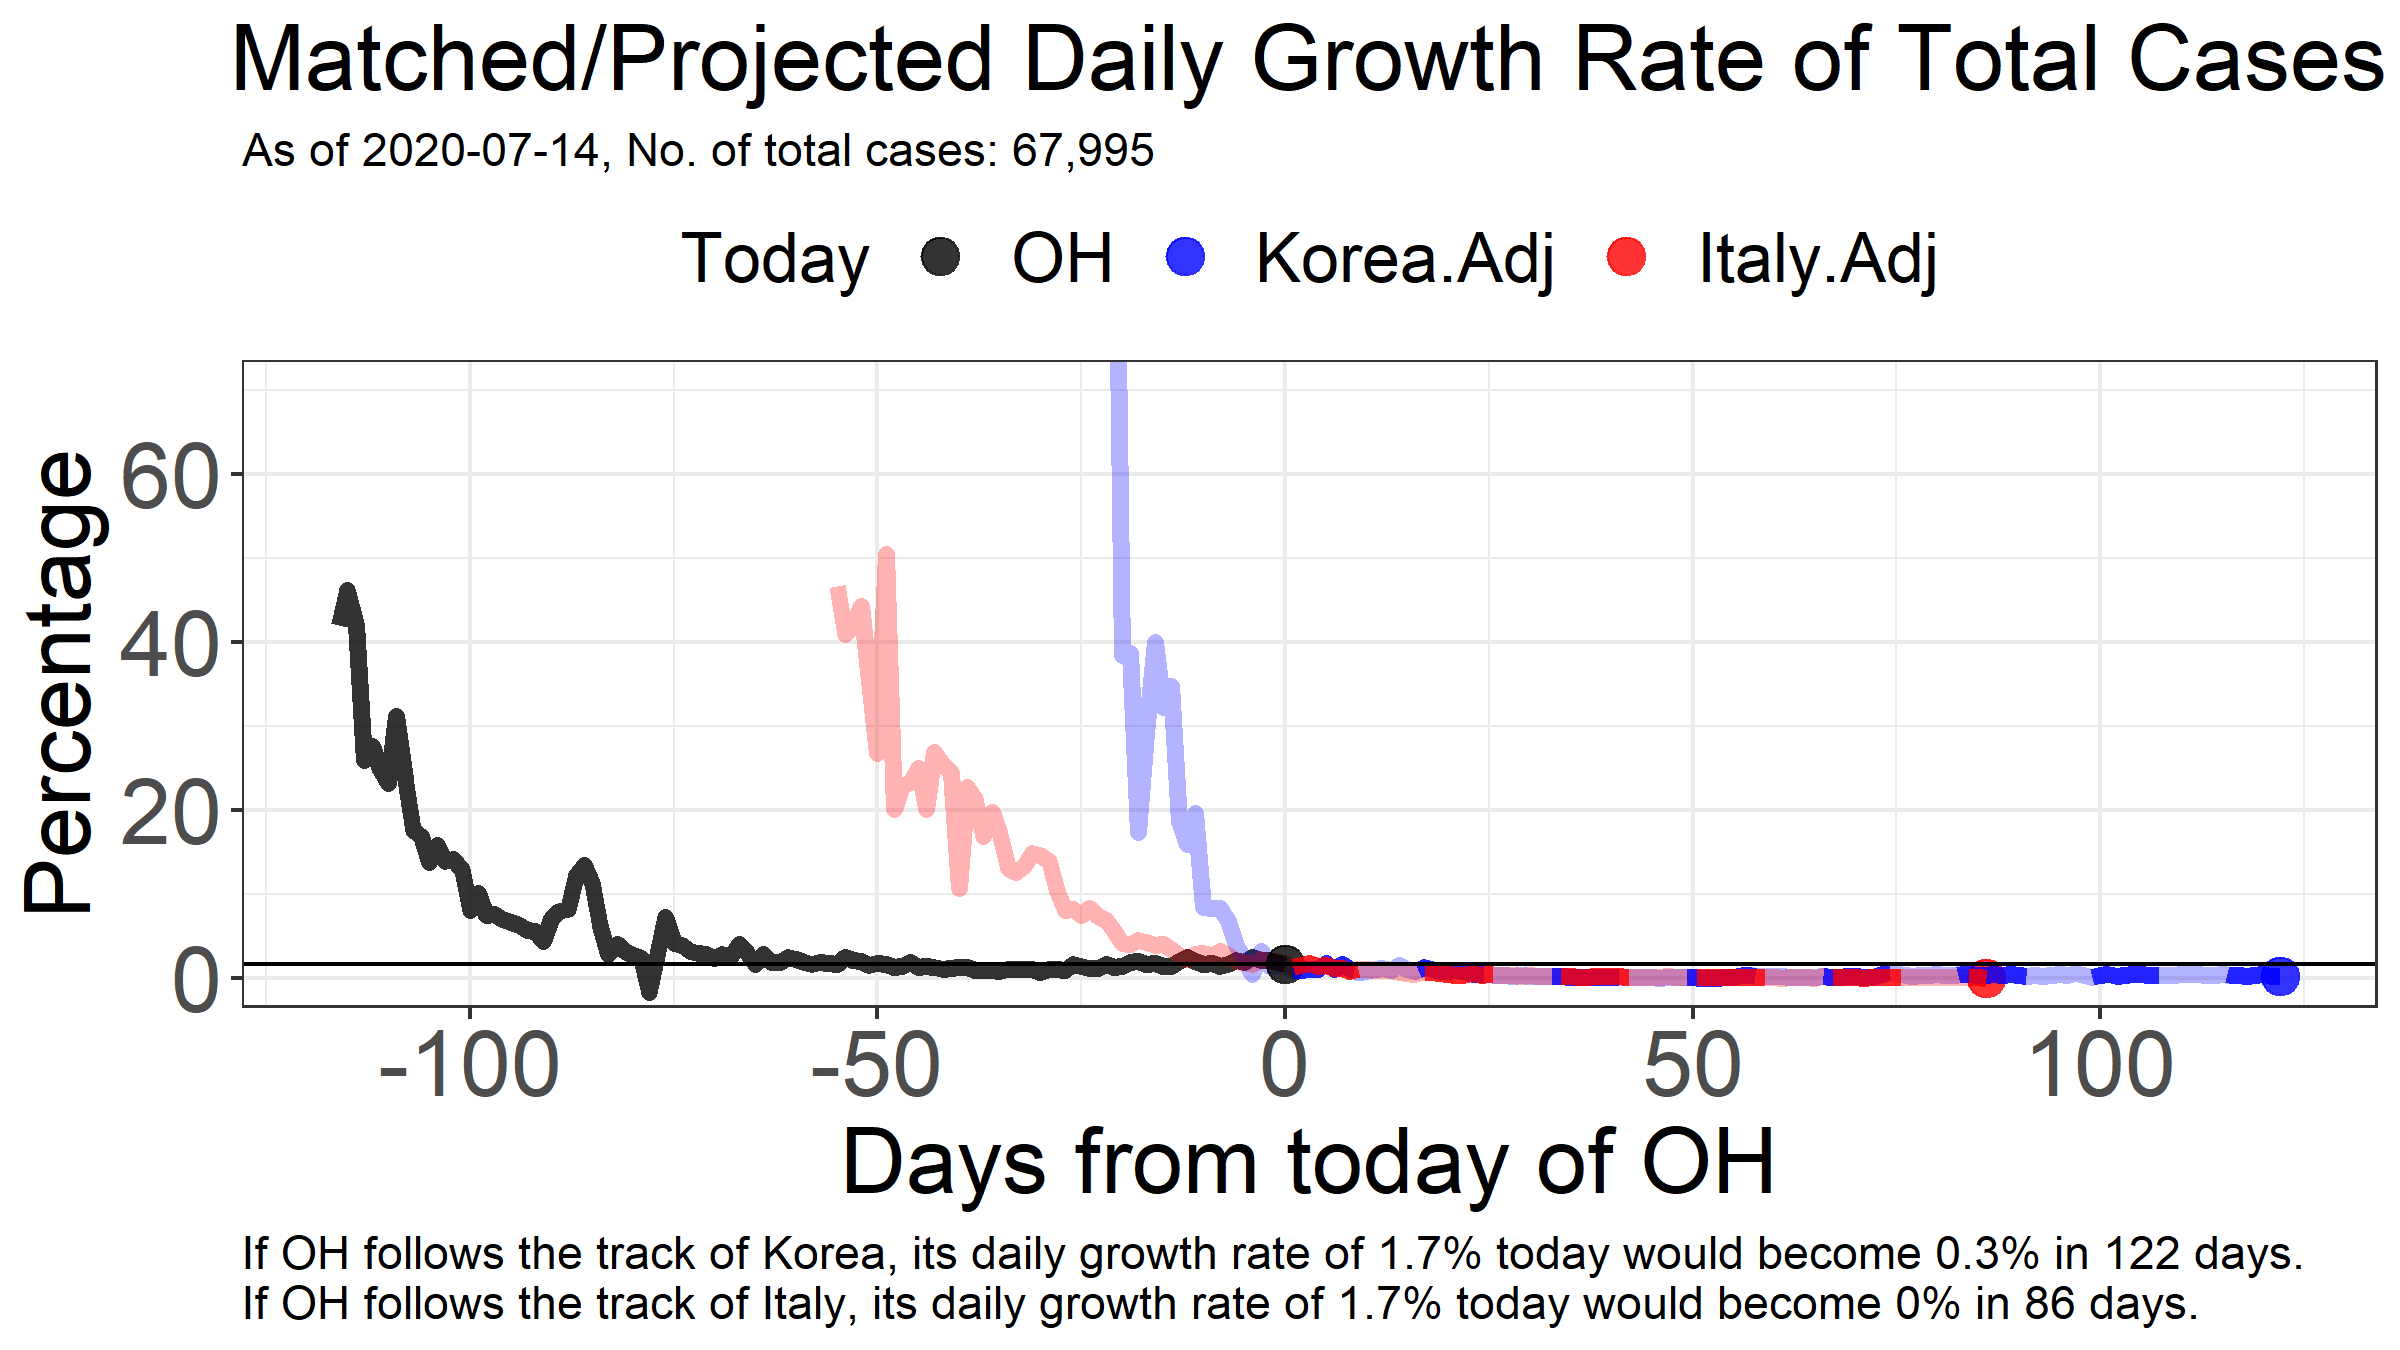 Matched/Projected Daily Growth Rate of Total Cases
As of 2020-07-14, No. of total cases: 67,995
Today OH Korea.Adj Italy.Adj
Percentage
60
40
20
0
-100 -50 0 50 100
Days from today of OH
If OH follows the track of Korea, its daily growth rate of 1.7% today would become 0.3% in 122 days.
If OH follows the track of Italy, its daily growth rate of 1.7% today would become 0% in 86 days.